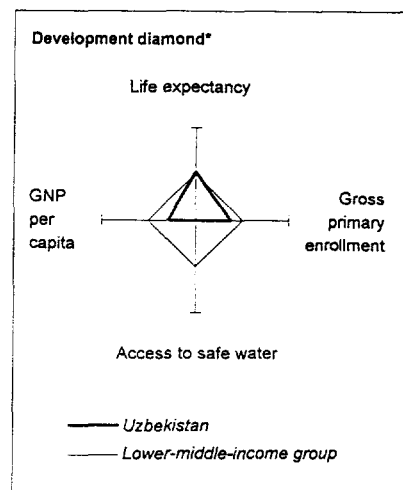 Development diamond*
Life expectancy
GNP
per
capita
Gross
primary
enrollment
Access to safe water
Uzbekistan
Lower-middle-income group